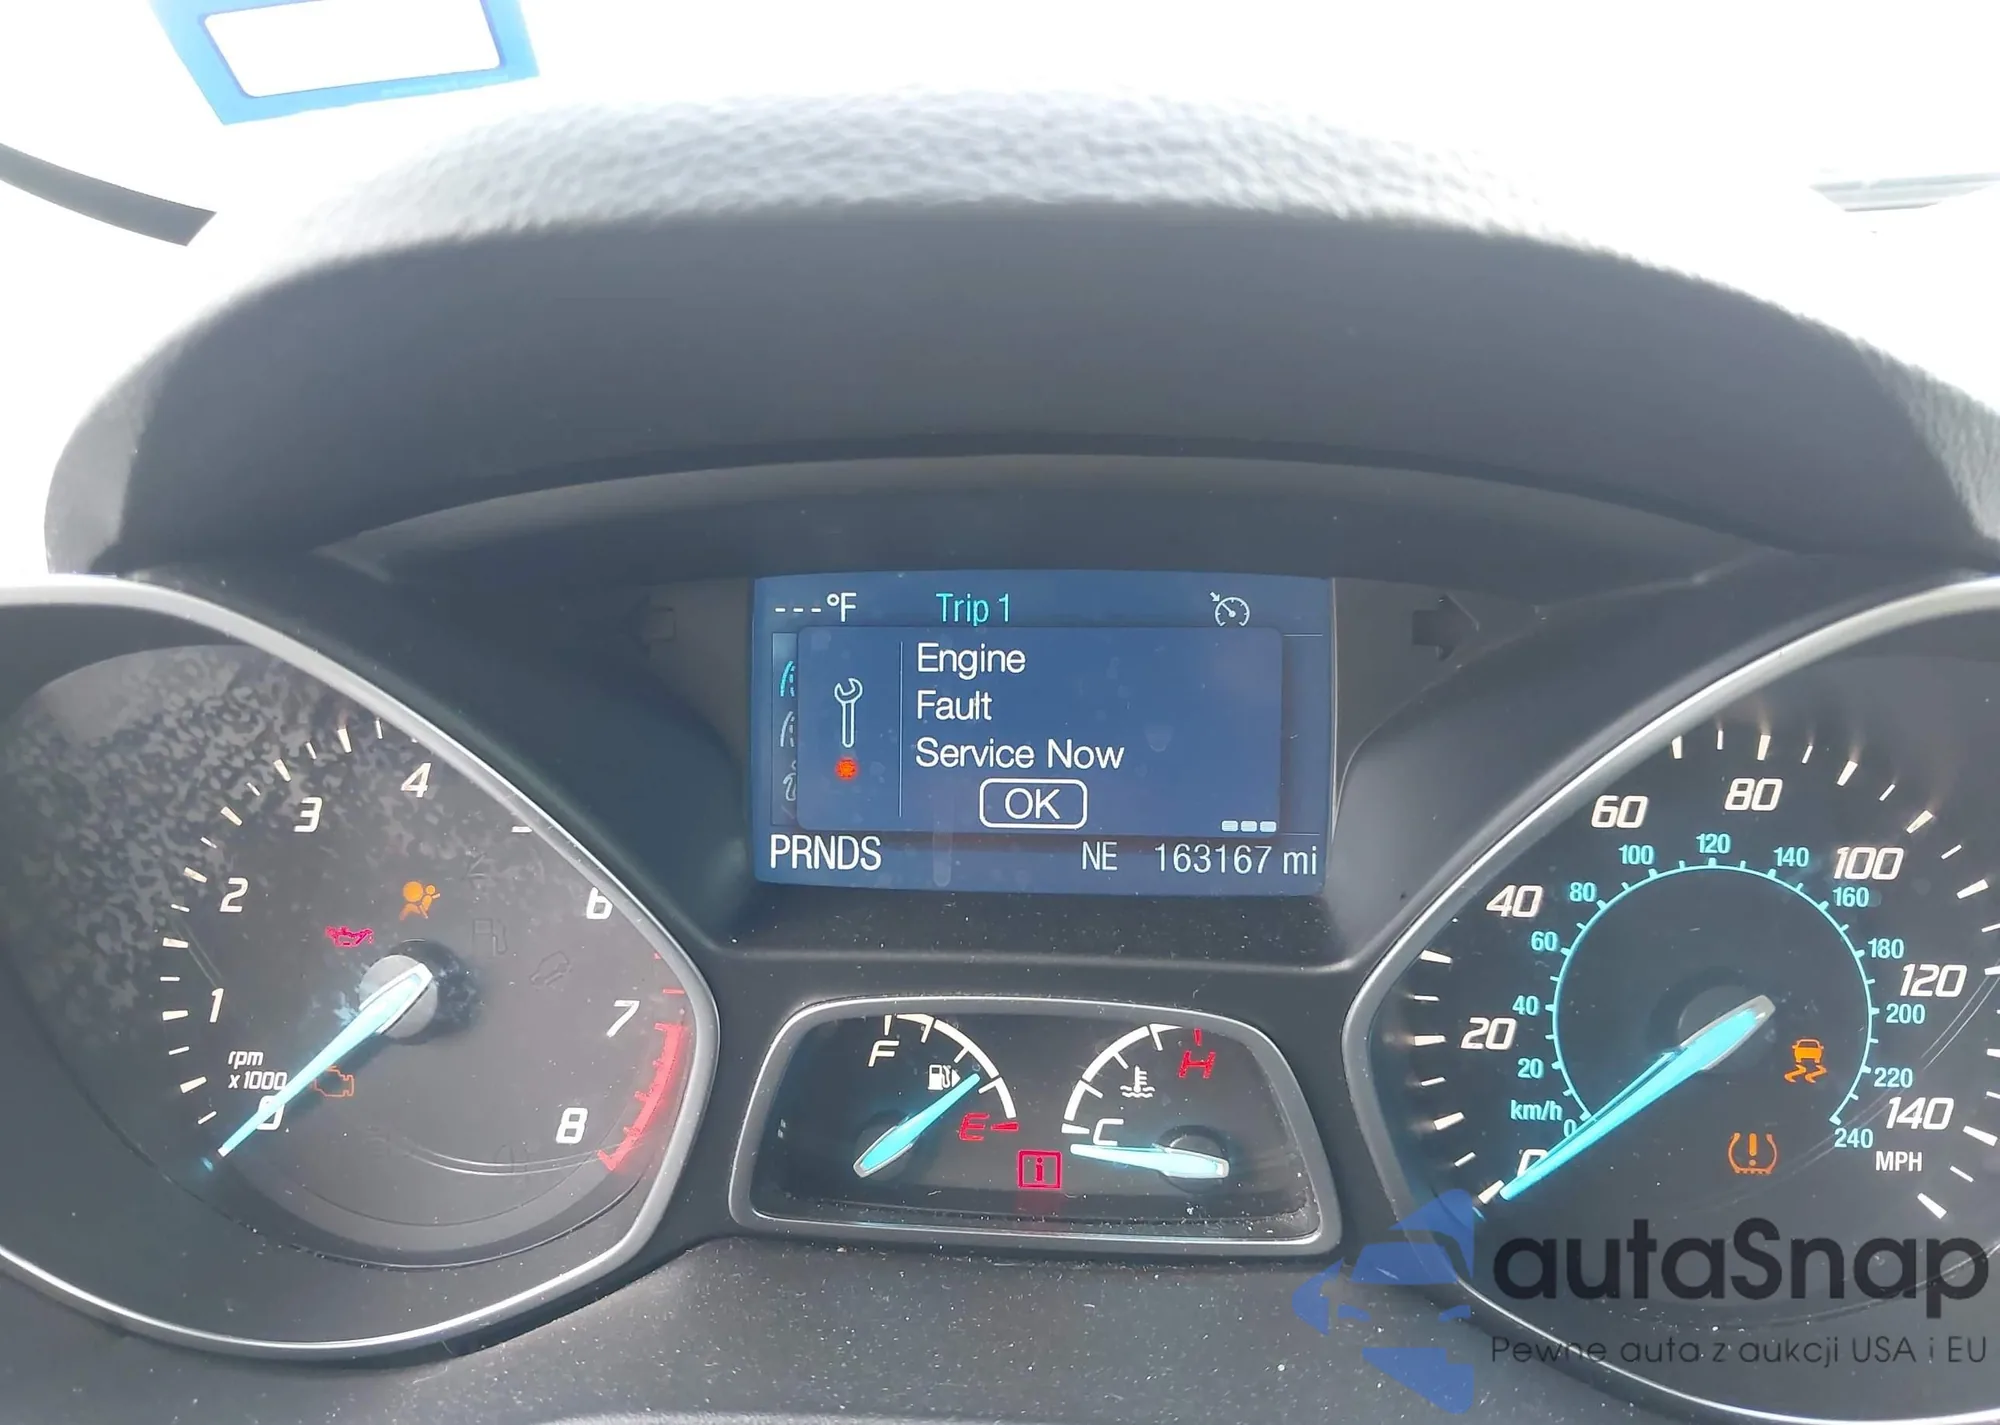 ---°F Trip 1
Engine
Fault
Service Now
OK
PRNDS NE 163167 mi
rpm
x1000
0
1
2
3
4
6
7
8
F
E
H
C
i
0
20
40
60
80
100
120
140
MPH
km/h
0
20
40
60
80
100
120
140
160
180
200
220
240
autaSnap
Pewne auta z aukcji USA i EU